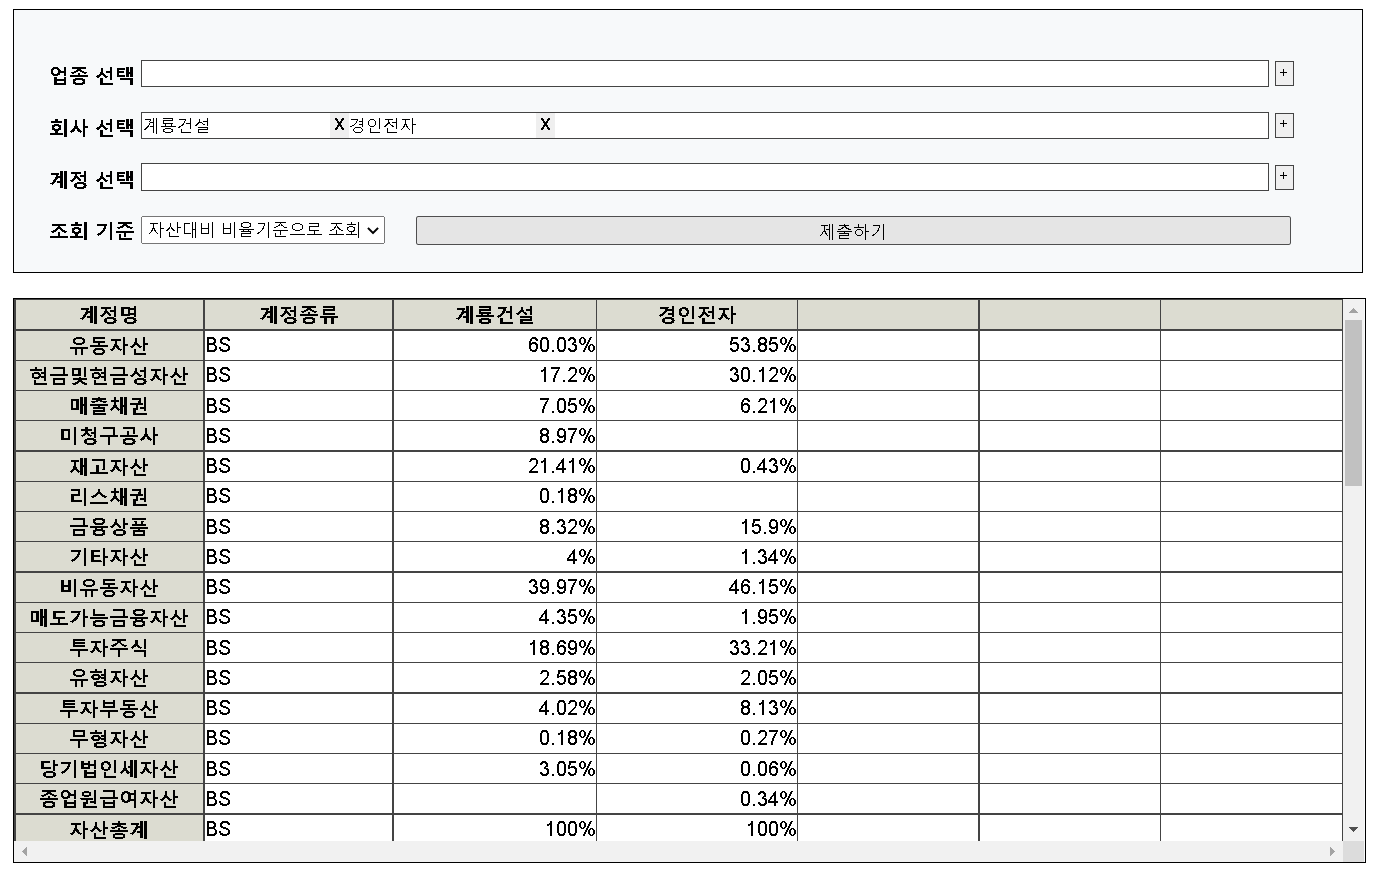 업종 선택 +
회사 선택 계룡건설 X 경인전자 X +
계정 선택 +
조회 기준 자산대비 비율기준으로 조회 제출하기
계정명 계정종류 계룡건설 경인전자
유동자산 BS 60.03% 53.85%
현금및현금성자산 BS 17.2% 30.12%
매출채권 BS 7.05% 6.21%
미청구공사 BS 8.97%
재고자산 BS 21.41% 0.43%
리스채권 BS 0.18%
금융상품 BS 8.32% 15.9%
기타자산 BS 4% 1.34%
비유동자산 BS 39.97% 46.15%
매도가능금융자산 BS 4.35% 1.95%
투자주식 BS 18.69% 33.21%
유형자산 BS 2.58% 2.05%
투자부동산 BS 4.02% 8.13%
무형자산 BS 0.18% 0.27%
당기법인세자산 BS 3.05% 0.06%
종업원급여자산 BS 0.34%
자산총계 BS 100% 100%